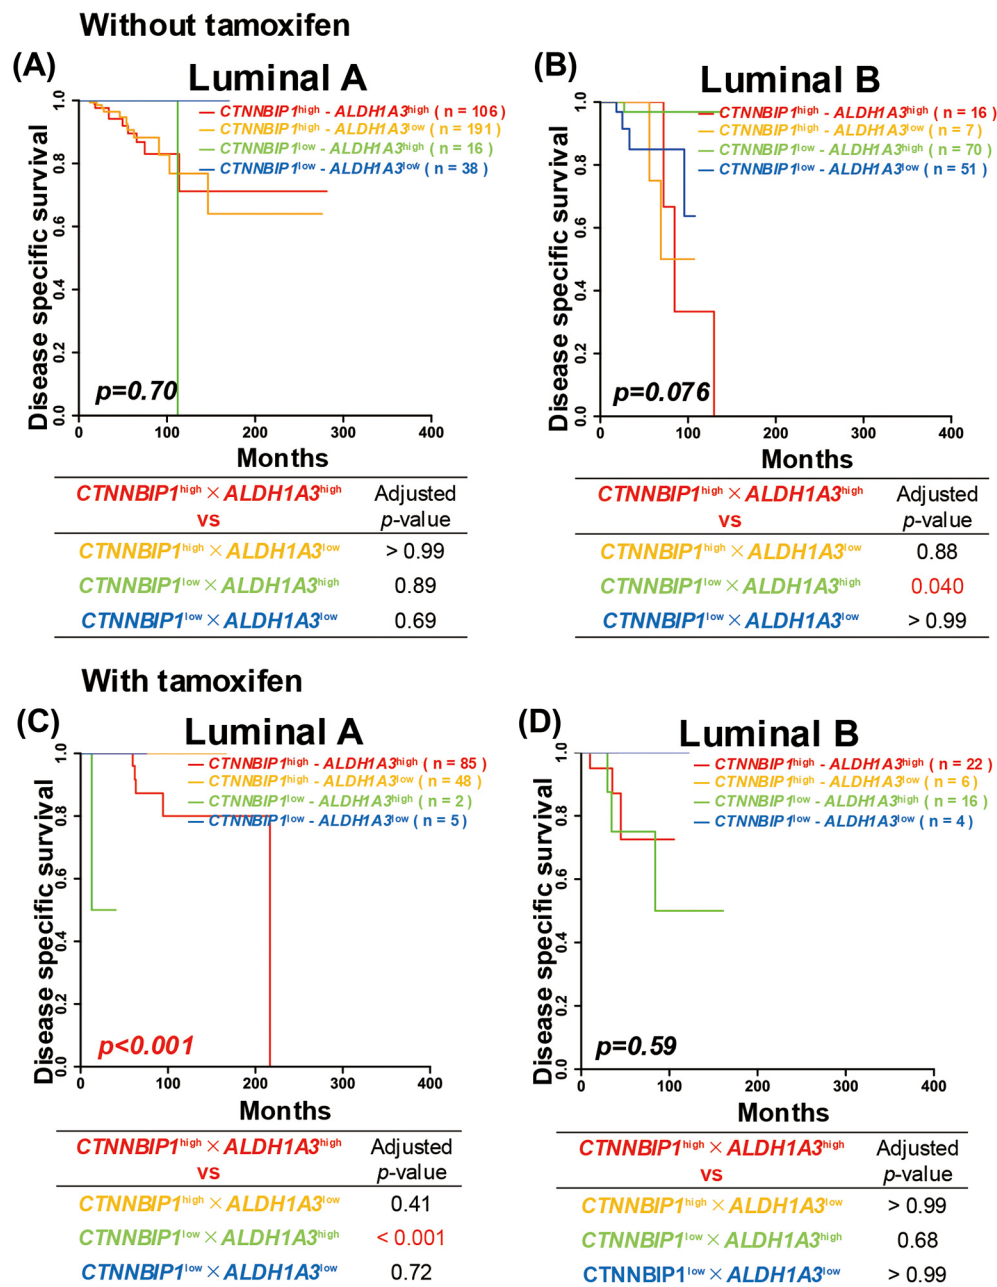 Without tamoxifen
(A)
Luminal A
CTNNBIP1high - ALDH1A3high ( n = 106 )
CTNNBIP1high - ALDH1A3low ( n = 191 )
CTNNBIP1low - ALDH1A3high ( n = 16 )
CTNNBIP1low - ALDH1A3low ( n = 38 )
Disease specific survival
1.0
0.8
0.6
0.4
0.2
0.0
p=0.70
0 100 200 300 400
Months
CTNNBIP1high × ALDH1A3high
vs
Adjusted
p-value
CTNNBIP1high × ALDH1A3low > 0.99
CTNNBIP1low × ALDH1A3high 0.89
CTNNBIP1low × ALDH1A3low 0.69
(B)
Luminal B
CTNNBIP1high - ALDH1A3high ( n = 16 )
CTNNBIP1high - ALDH1A3low ( n = 7 )
CTNNBIP1low - ALDH1A3high ( n = 70 )
CTNNBIP1low - ALDH1A3low ( n = 51 )
Disease specific survival
1.0
0.8
0.6
0.4
0.2
0.0
p=0.076
0 100 200 300 400
Months
CTNNBIP1high × ALDH1A3high
vs
Adjusted
p-value
CTNNBIP1high × ALDH1A3low 0.88
CTNNBIP1low × ALDH1A3high 0.040
CTNNBIP1low × ALDH1A3low > 0.99
With tamoxifen
(C)
Luminal A
CTNNBIP1high - ALDH1A3high ( n = 85 )
CTNNBIP1high - ALDH1A3low ( n = 48 )
CTNNBIP1low - ALDH1A3high ( n = 2 )
CTNNBIP1low - ALDH1A3low ( n = 5 )
Disease specific survival
1.0
0.8
0.6
0.4
0.2
0.0
p<0.001
0 100 200 300 400
Months
CTNNBIP1high × ALDH1A3high
vs
Adjusted
p-value
CTNNBIP1high × ALDH1A3low 0.41
CTNNBIP1low × ALDH1A3high < 0.001
CTNNBIP1low × ALDH1A3low 0.72
(D)
Luminal B
CTNNBIP1high - ALDH1A3high ( n = 22 )
CTNNBIP1high - ALDH1A3low ( n = 6 )
CTNNBIP1low - ALDH1A3high ( n = 16 )
CTNNBIP1low - ALDH1A3low ( n = 4 )
Disease specific survival
1.0
0.8
0.6
0.4
0.2
0.0
p=0.59
0 100 200 300 400
Months
CTNNBIP1high × ALDH1A3high
vs
Adjusted
p-value
CTNNBIP1high × ALDH1A3low > 0.99
CTNNBIP1low × ALDH1A3high 0.68
CTNNBIP1low × ALDH1A3low > 0.99